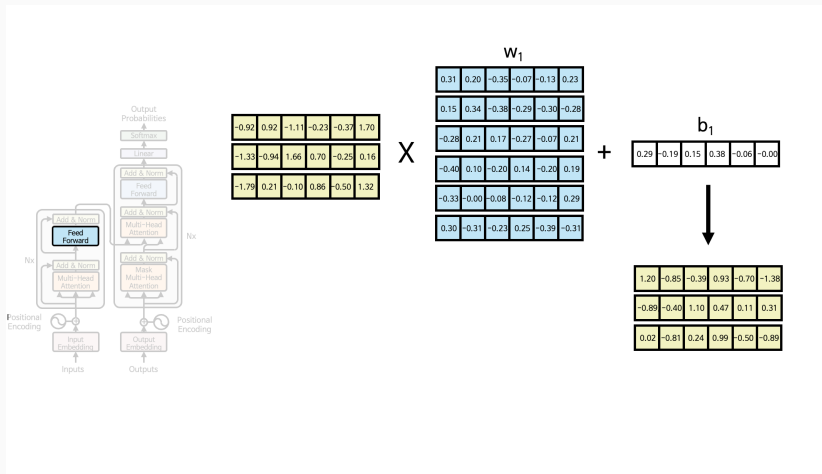 w1
0.31 0.20 -0.35 -0.07 -0.13 0.23
0.15 0.34 -0.38 -0.29 -0.30 -0.28
-0.28 0.21 0.17 -0.27 -0.07 0.21
-0.40 0.10 -0.20 0.14 -0.20 0.19
-0.33 -0.00 -0.08 -0.12 -0.12 0.29
0.30 -0.31 -0.23 0.25 -0.39 -0.31
-0.92 0.92 -1.11 -0.23 -0.37 1.70
-1.33 -0.94 1.66 0.70 -0.25 0.16
-1.79 0.21 -0.10 0.86 -0.50 1.32
X
+
b1
0.29 -0.19 0.15 0.38 -0.06 -0.00
1.20 -0.85 -0.39 0.93 -0.70 -1.38
-0.89 -0.40 1.10 0.47 0.11 0.31
0.02 -0.81 0.24 0.99 -0.50 -0.89
Output
Probabilities
Softmax
Linear
Add & Norm
Feed
Forward
Add & Norm
Multi-Head
Attention
Add & Norm
Mask
Multi-Head
Attention
Nx
Add & Norm
Feed
Forward
Add & Norm
Multi-Head
Attention
Nx
Positional
Encoding
Positional
Encoding
Input
Embedding
Output
Embedding
Inputs
Outputs